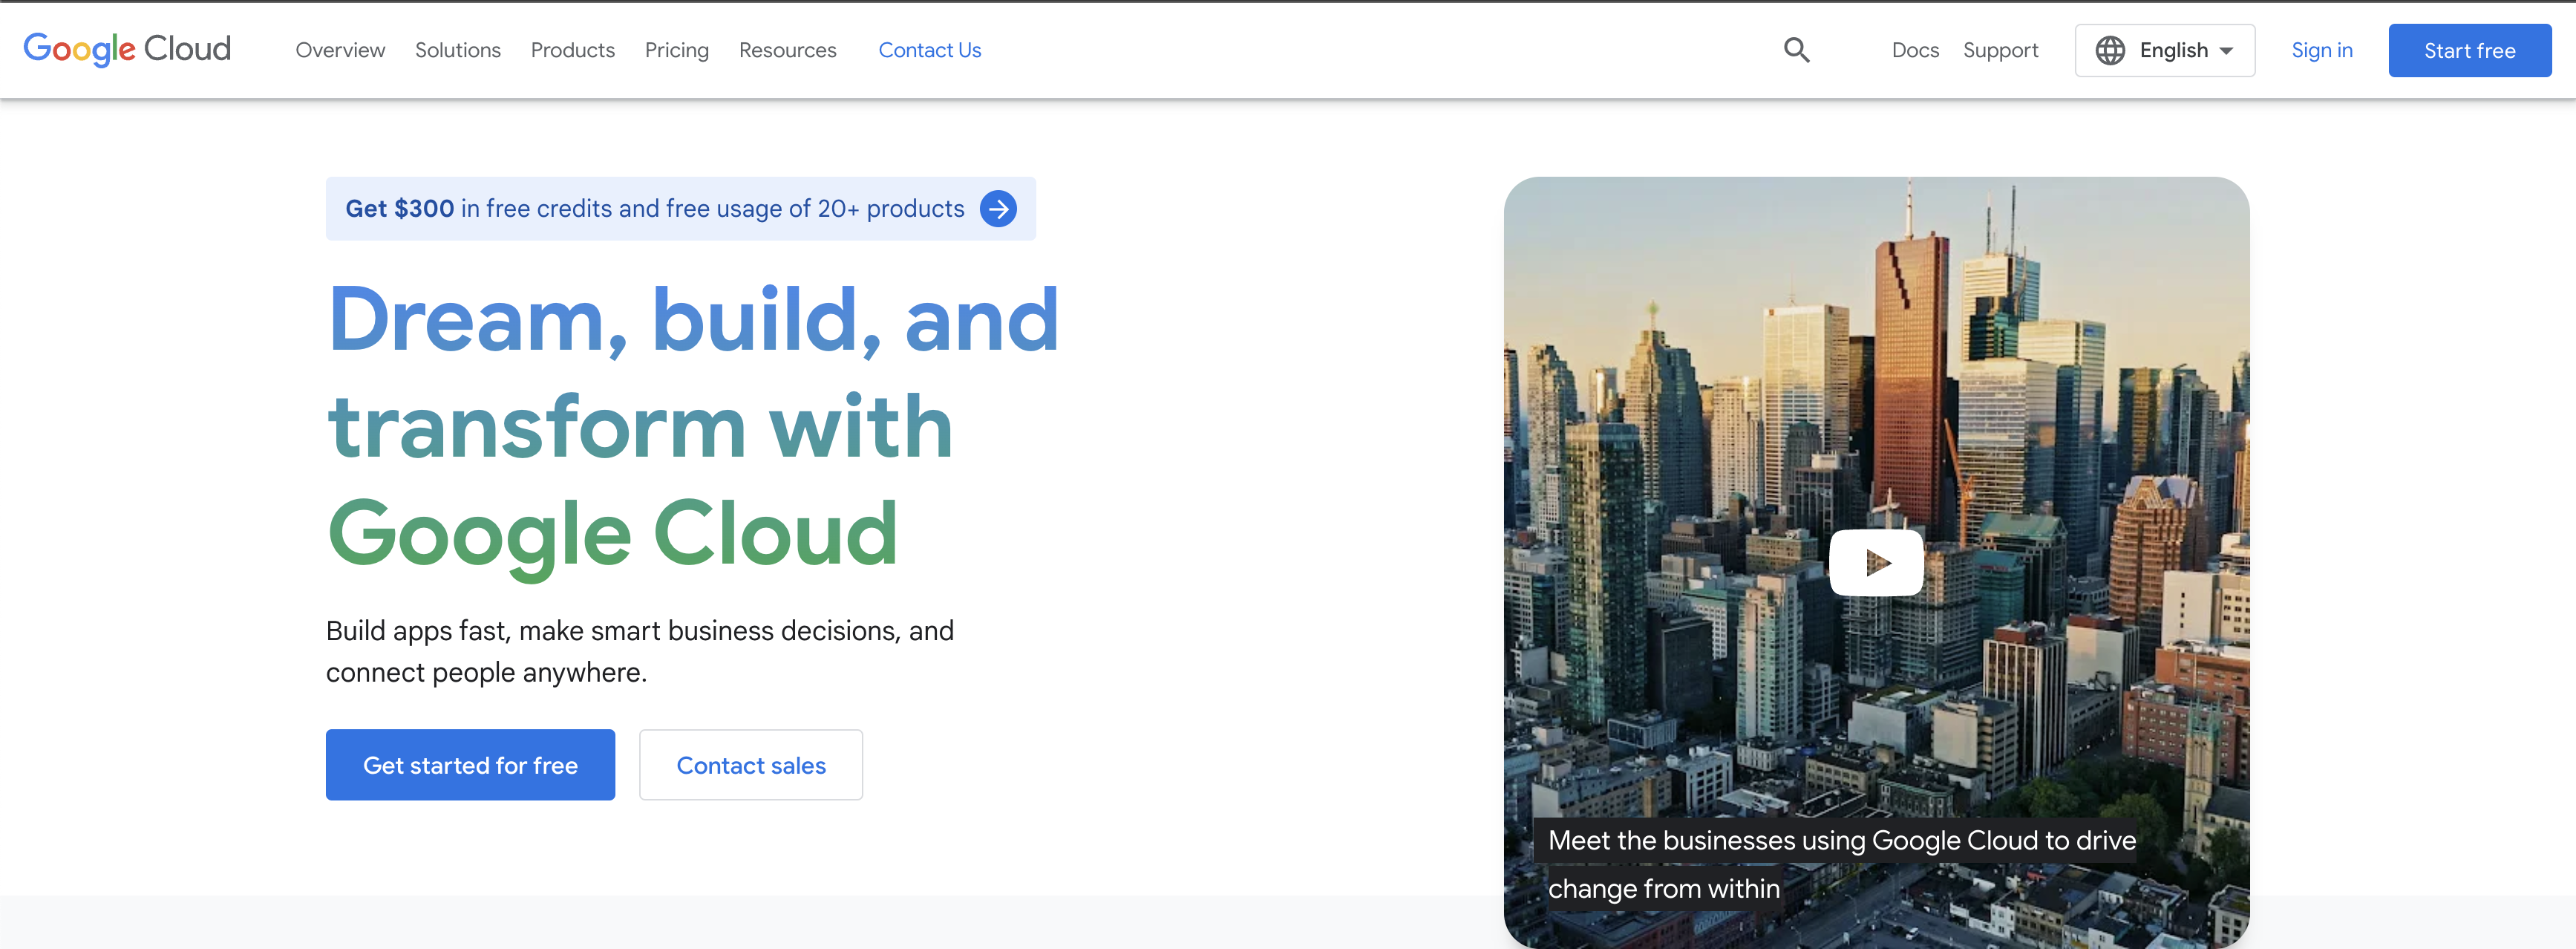 Google Cloud
Overview
Solutions
Products
Pricing
Resources
Contact Us
Docs
Support
English
Sign in
Start free
Get $300 in free credits and free usage of 20+ products
Dream, build, and
transform with
Google Cloud
Build apps fast, make smart business decisions, and
connect people anywhere.
Get started for free
Contact sales
Meet the businesses using Google Cloud to drive
change from within